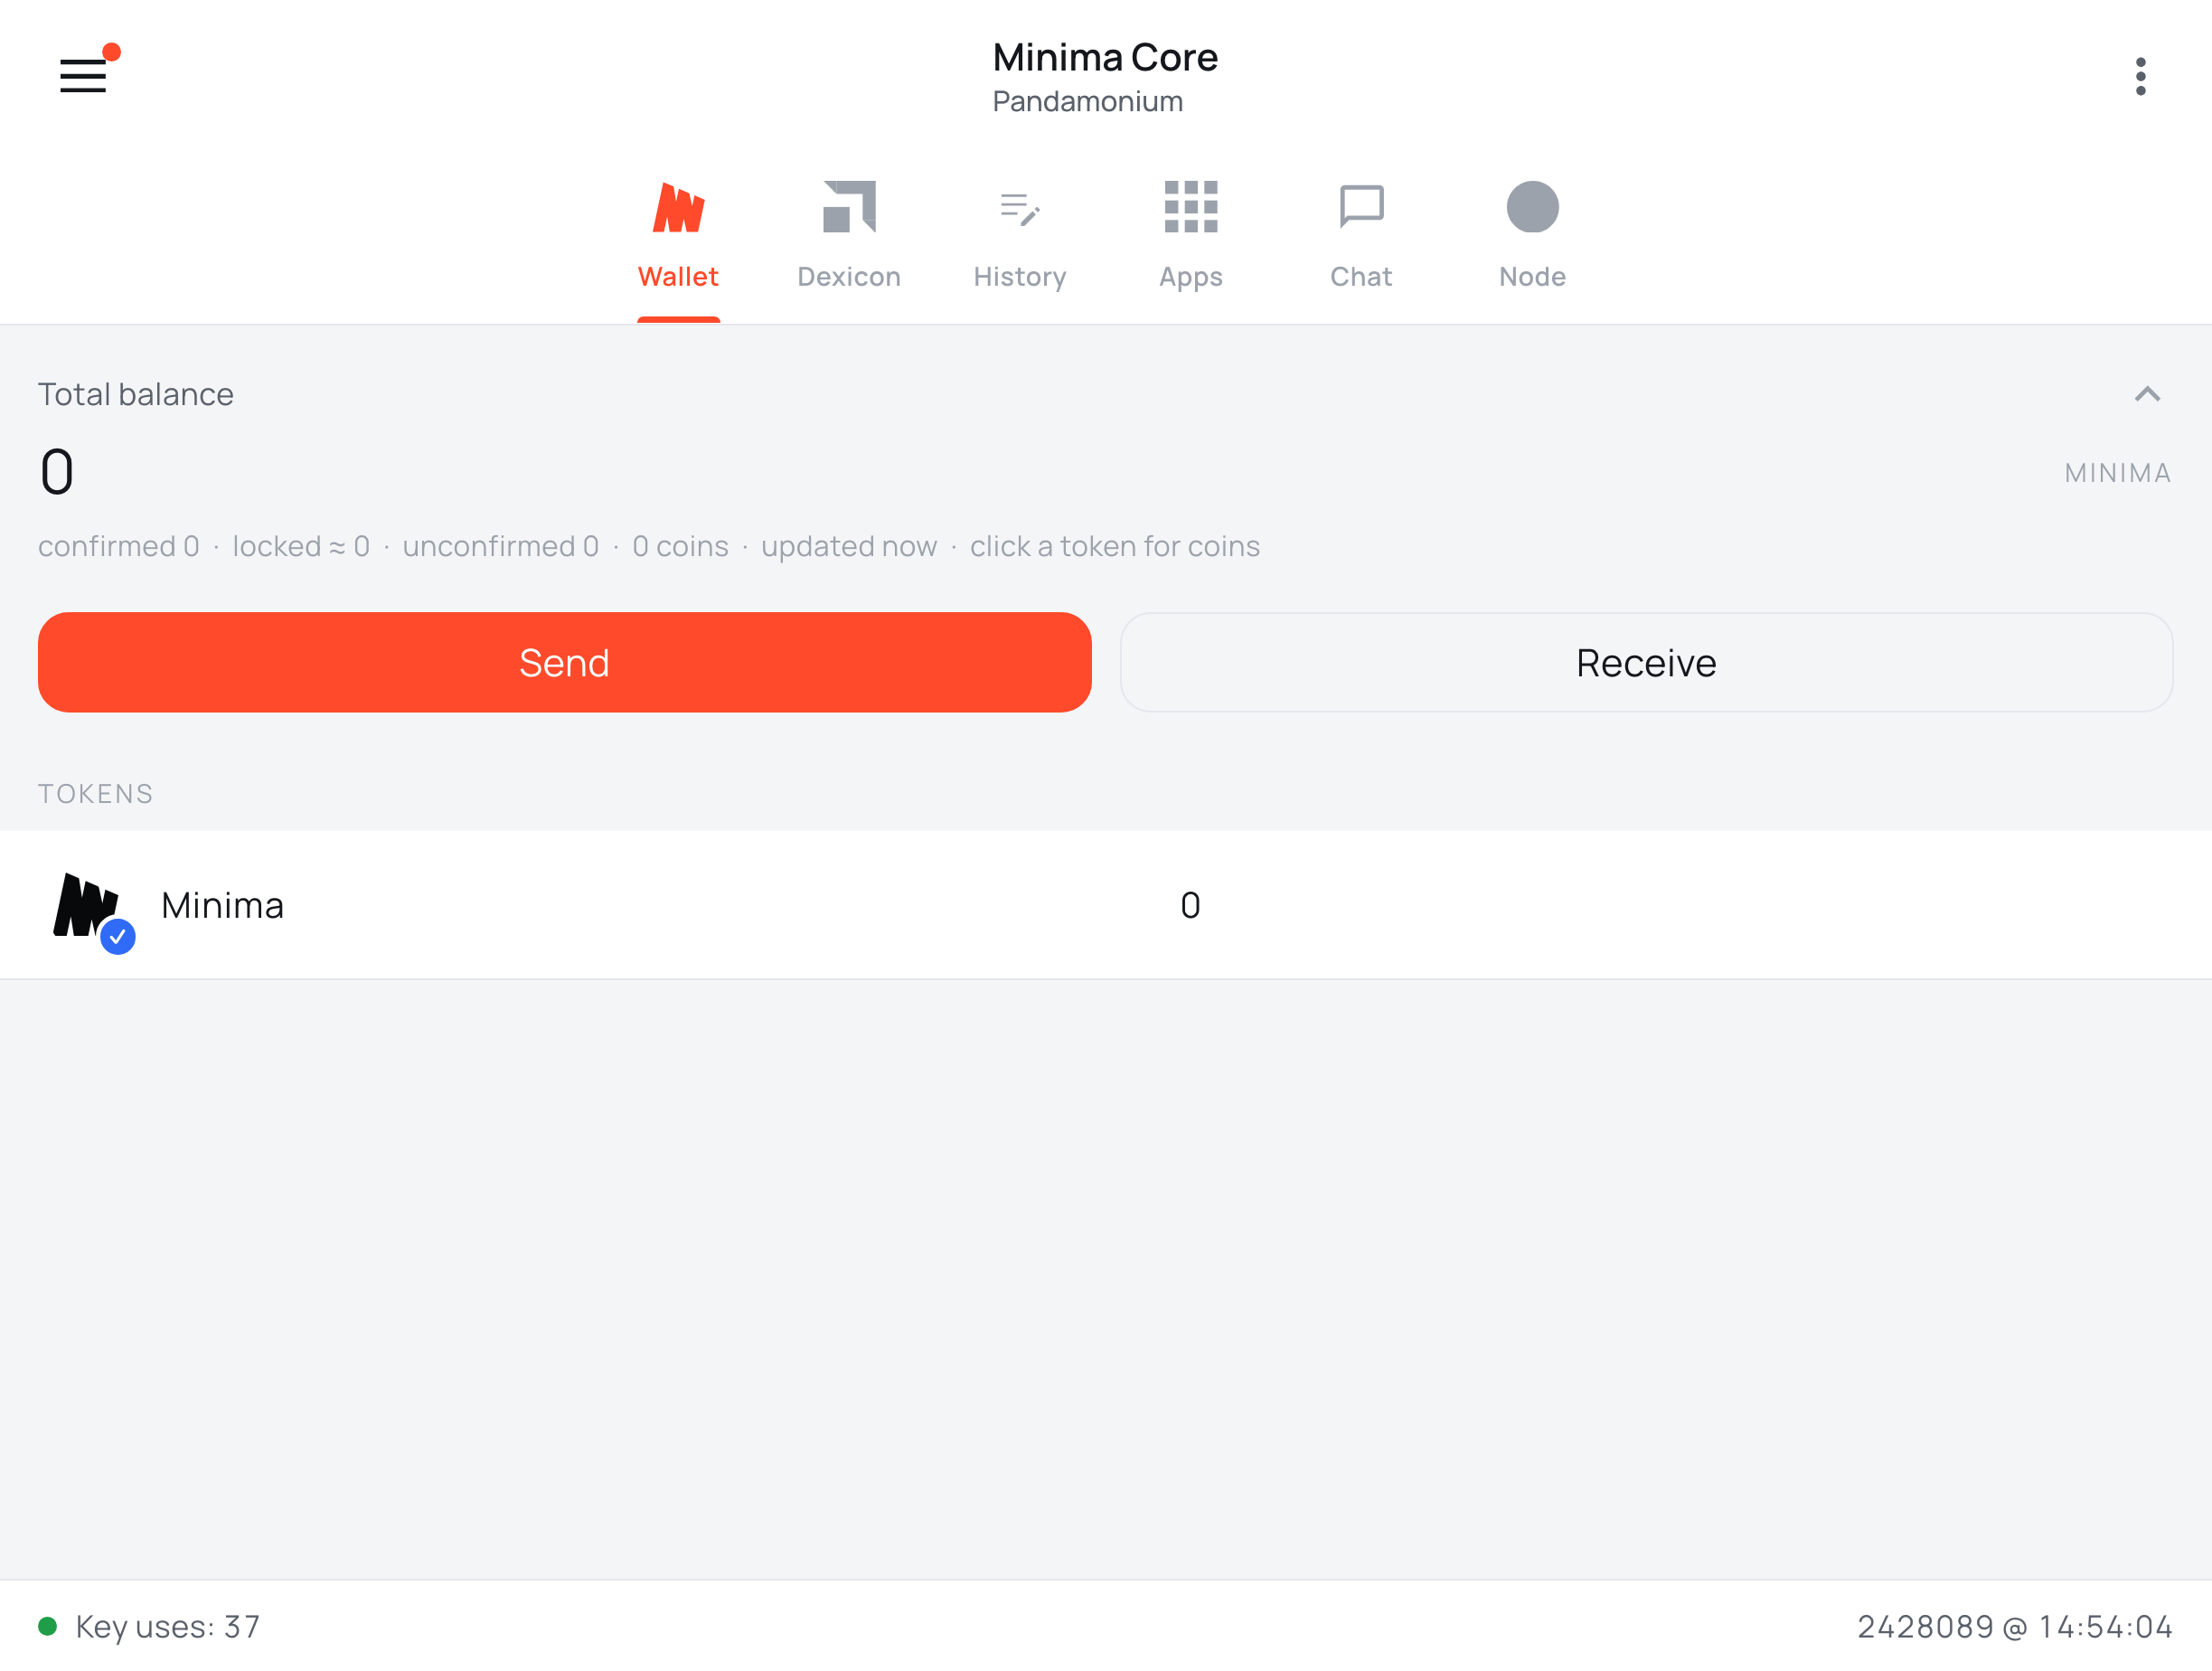 Minima Core
Pandamonium
Wallet
Dexicon
History
Apps
Chat
Node
Total balance
0
MINIMA
confirmed 0 · locked ≈ 0 · unconfirmed 0 · 0 coins · updated now · click a token for coins
Send
Receive
TOKENS
Minima
0
Key uses: 37
2428089 @ 14:54:04